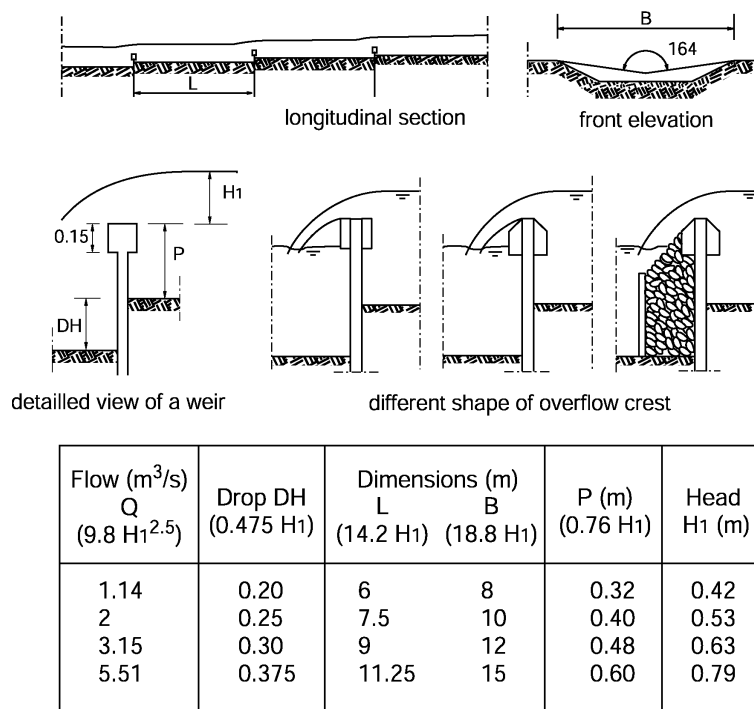 B
164
L
longitudinal section
front elevation
H1
0.15
P
DH
detailled view of a weir
different shape of overflow crest
Flow (m³/s) Q (9.8 H1^2.5)
Drop DH (0.475 H1)
Dimensions (m)
L (14.2 H1)
B (18.8 H1)
P (m) (0.76 H1)
Head H1 (m)
1.14 0.20 6 8 0.32 0.42
2 0.25 7.5 10 0.40 0.53
3.15 0.30 9 12 0.48 0.63
5.51 0.375 11.25 15 0.60 0.79